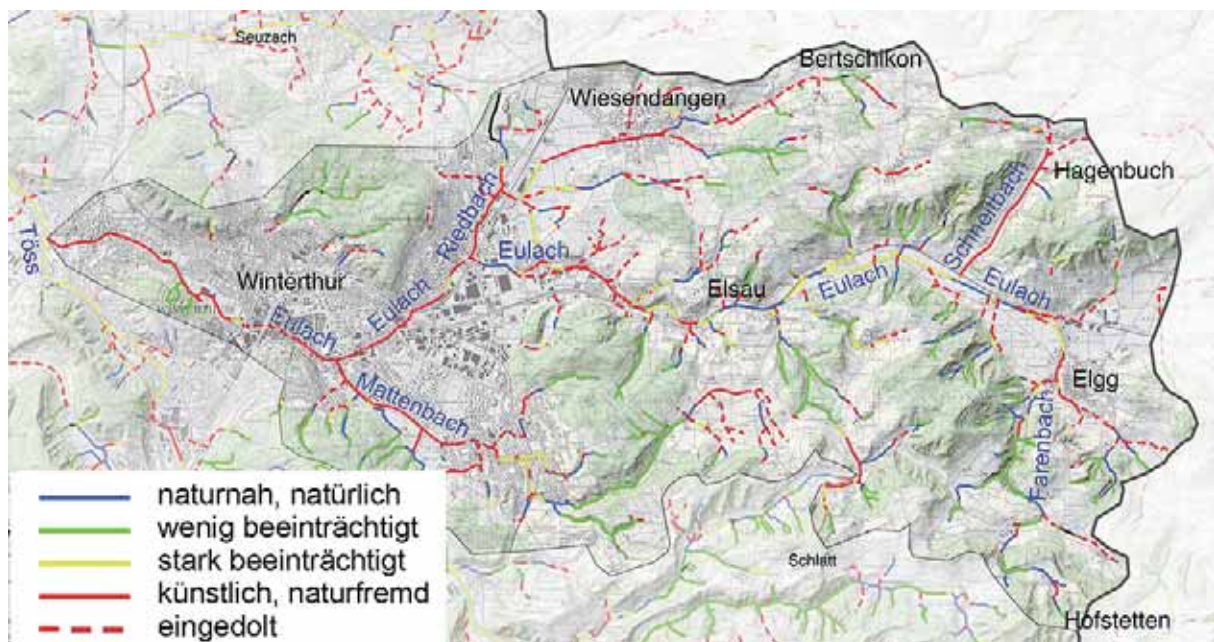 Seuzach
Bertschikon
Wiesendangen
Hagenbuch
Riedbach
Schneitbach
Töss
Eulach
Winterthur
Elsau
Eulach
Eulach
Eulach
Eulach
Elgg
Mattenbach
Farenbach
Schlatt
Hofstetten
naturnah, natürlich
wenig beeinträchtigt
stark beeinträchtigt
künstlich, naturfremd
eingedolt